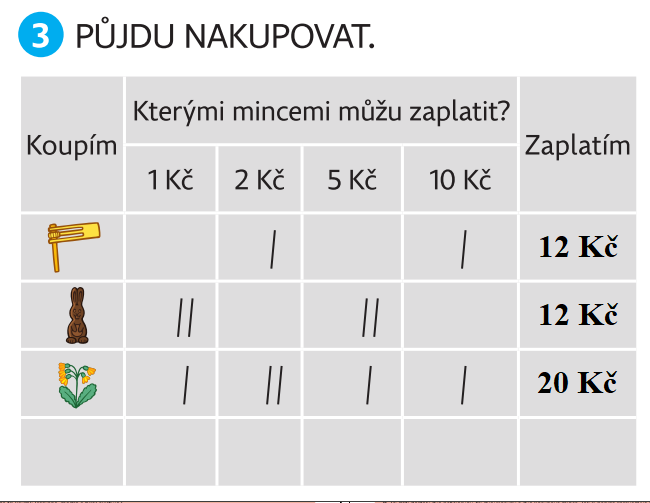 3 PŮJDU NAKUPOVAT.
Kterými mincemi můžu zaplatit?
Koupím
Zaplatím
1 Kč 2 Kč 5 Kč 10 Kč
| | 12 Kč
|| || 12 Kč
| || | | 20 Kč